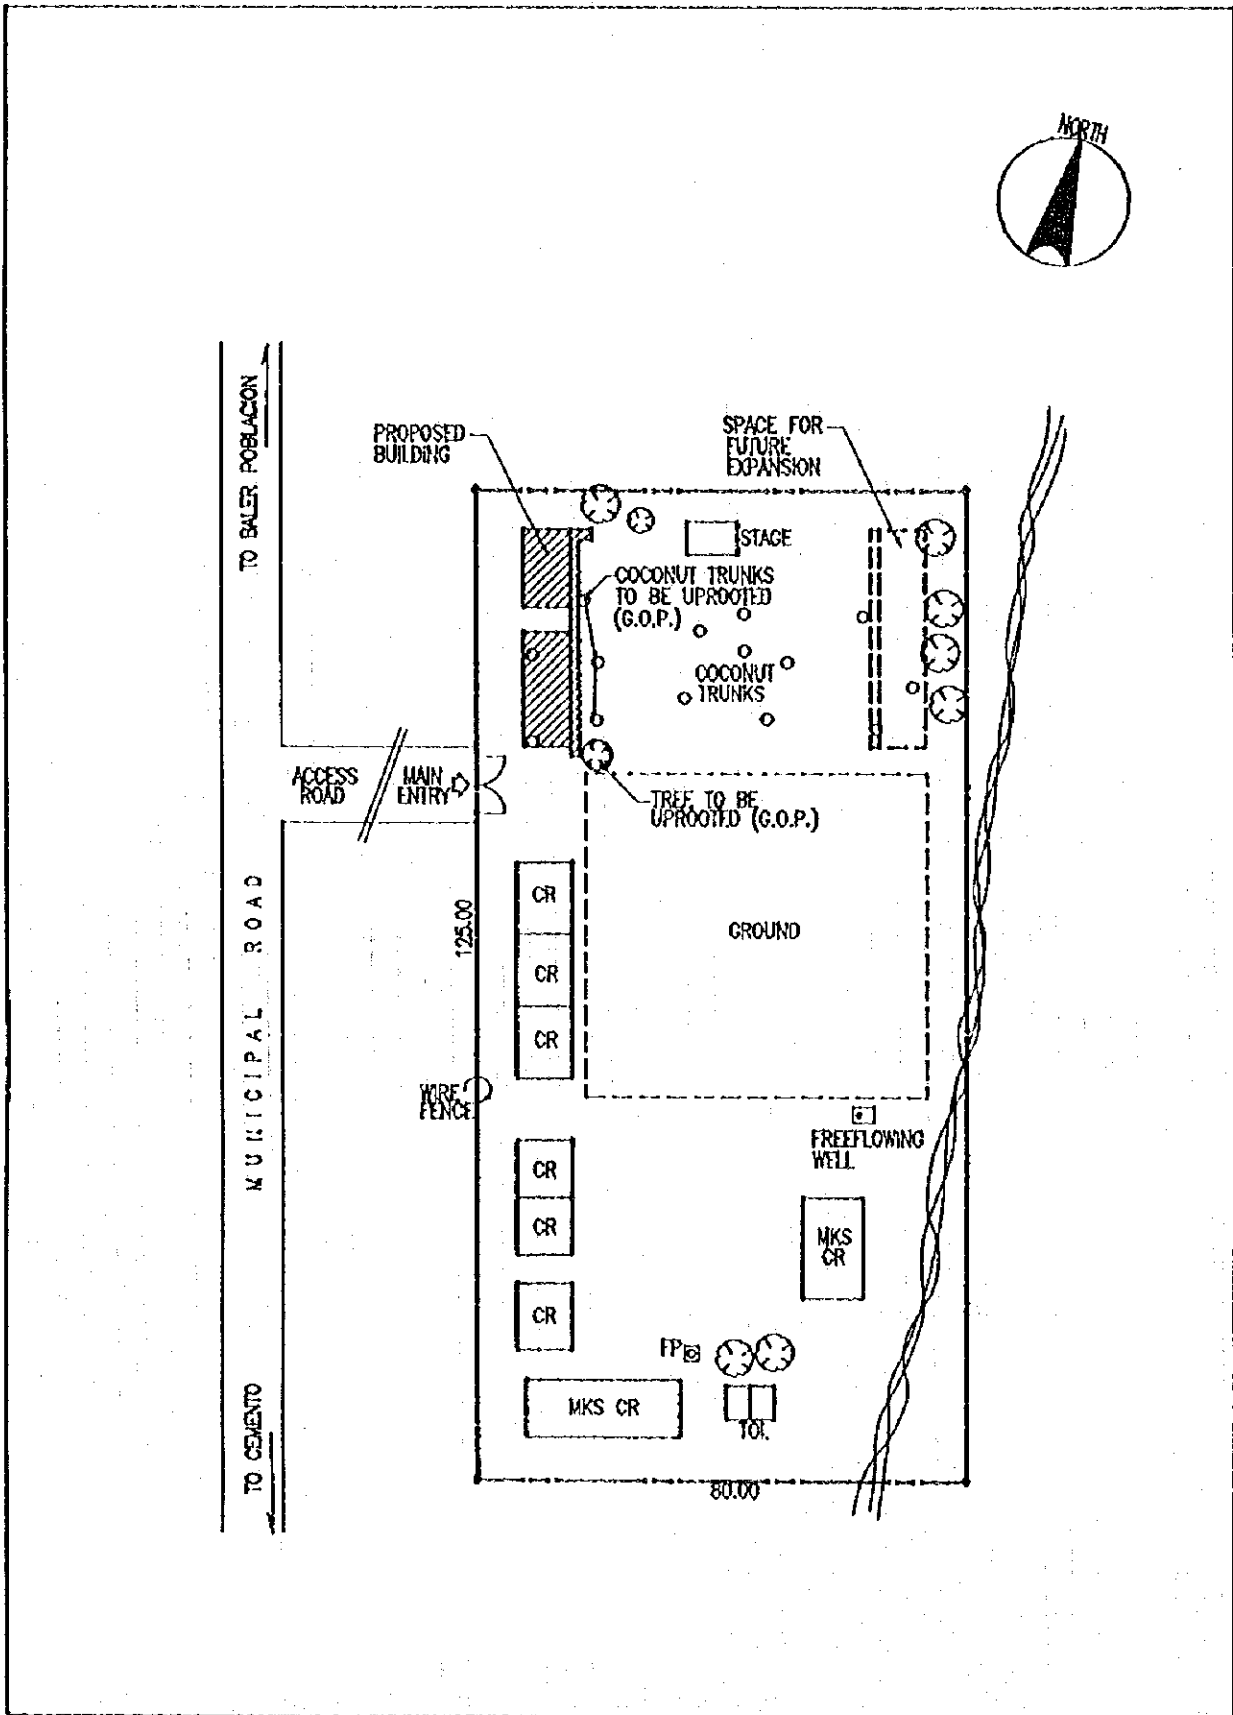 NORTH
TO BALER POBLACION
PROPOSED
BUILDING
SPACE FOR
FUTURE
EXPANSION
STAGE
COCONUT TRUNKS
TO BE UPROOTED
(G.O.P.)
COCONUT
TRUNKS
ACCESS
ROAD
MAIN
ENTRY
TREE TO BE
UPROOTED (G.O.P.)
MUNICIPAL ROAD
125.00
CR
GROUND
CR
CR
WIRE
FENCE
FREEFLOWING
WELL
CR
CR
MKS
CR
CR
FP
MKS CR
TOI.
TO CEMENTO
80.00